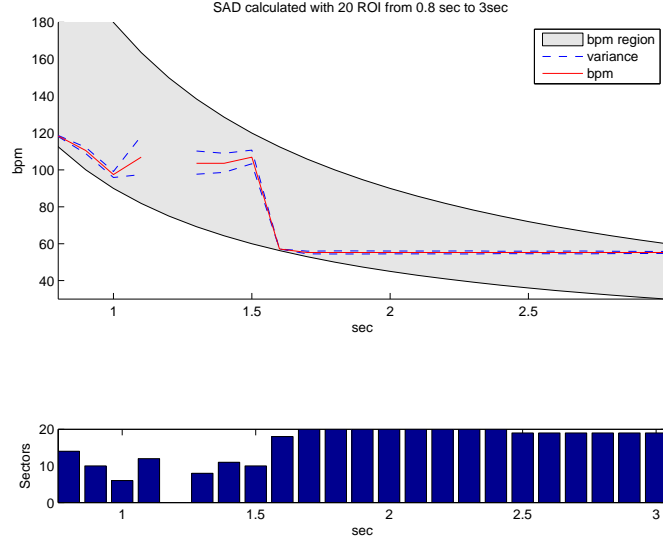 SAD calculated with 20 ROI from 0.8 sec to 3sec
180
160
140
120
100
80
60
40
bpm
bpm region
variance
bpm
1
1.5
2
2.5
sec
20
10
0
Sectors
1
1.5
2
2.5
3
sec